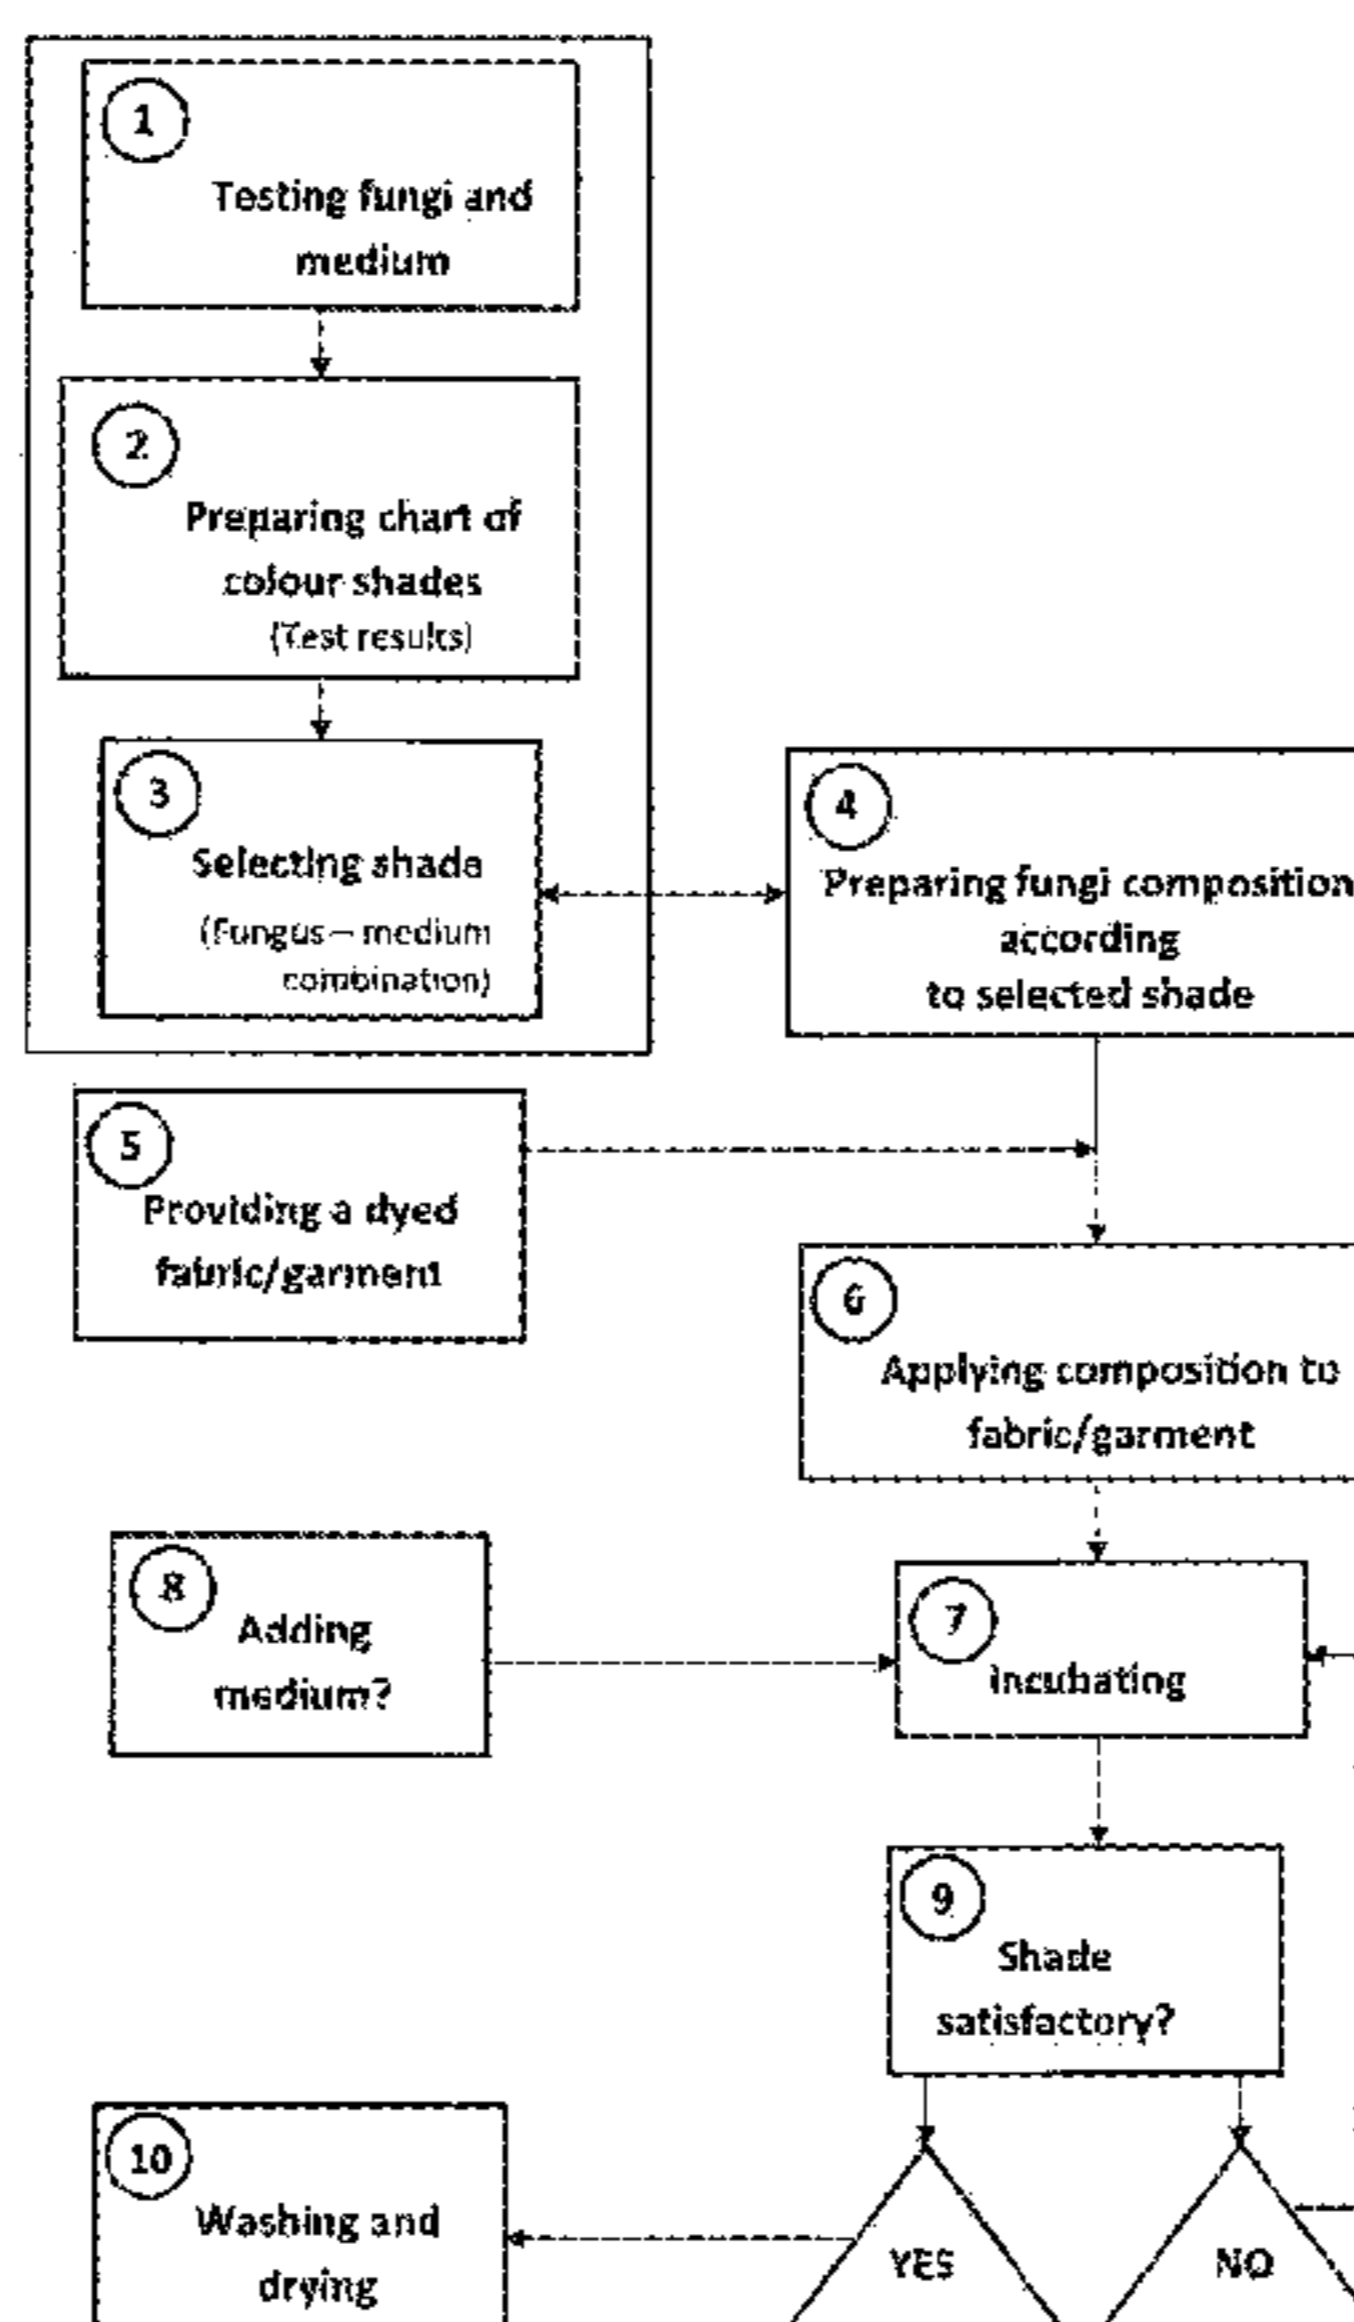 1
Testing fungi and
medium
2
Preparing chart of
colour shades
(Test results)
3
Selecting shade
(Fungus – medium
combination)
4
Preparing fungi composition
according
to selected shade
5
Providing a dyed
fabric/garment
6
Applying composition to
fabric/garment
8
Adding
medium?
7
Incubating
9
Shade
satisfactory?
10
Washing and
drying
YES
NO